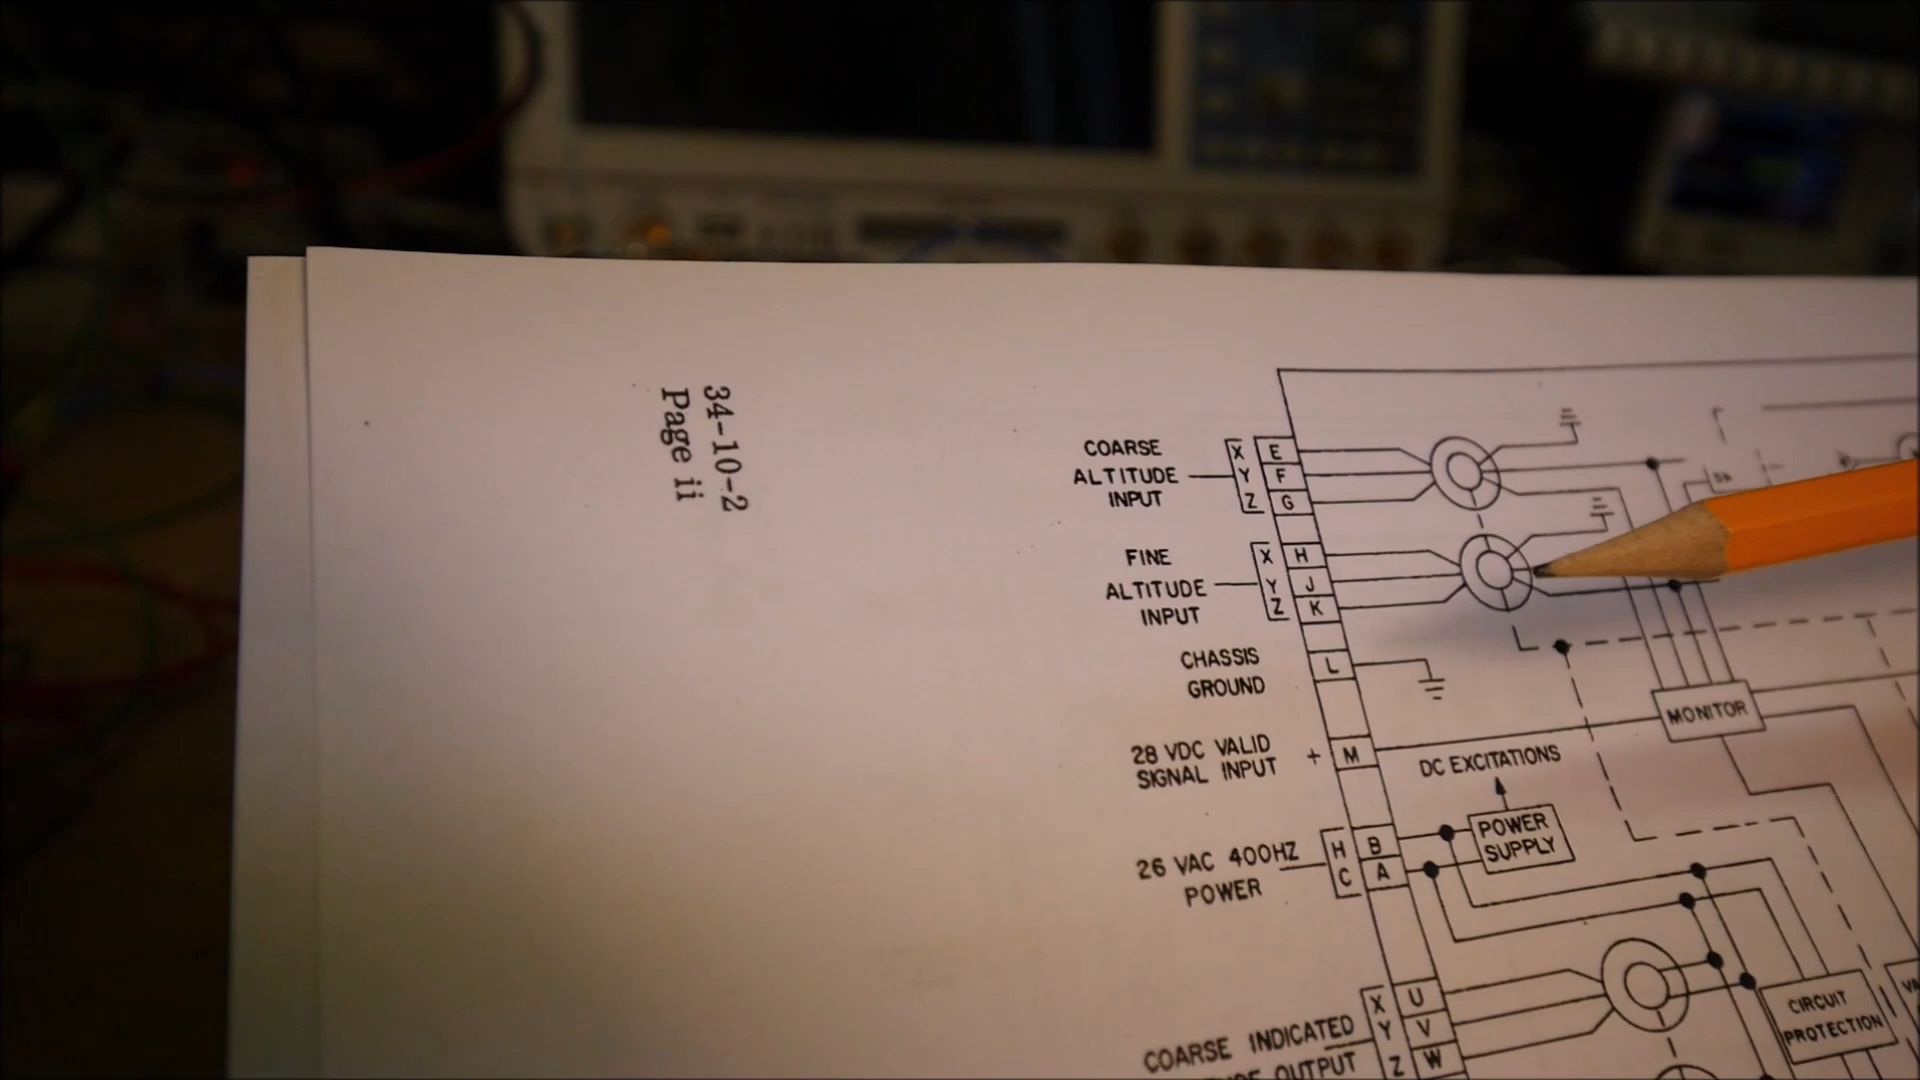 34-10-2
Page ii
COARSE
ALTITUDE
INPUT
X E
Y F
Z G
FINE
ALTITUDE
INPUT
X H
Y J
Z K
CHASSIS
GROUND
L
28 VDC VALID
SIGNAL INPUT
+ M
MONITOR
DC EXCITATIONS
POWER
SUPPLY
26 VAC 400HZ
POWER
H B
C A
X U
Y V
Z W
COARSE INDICATED
OUTPUT
CIRCUIT
PROTECTION